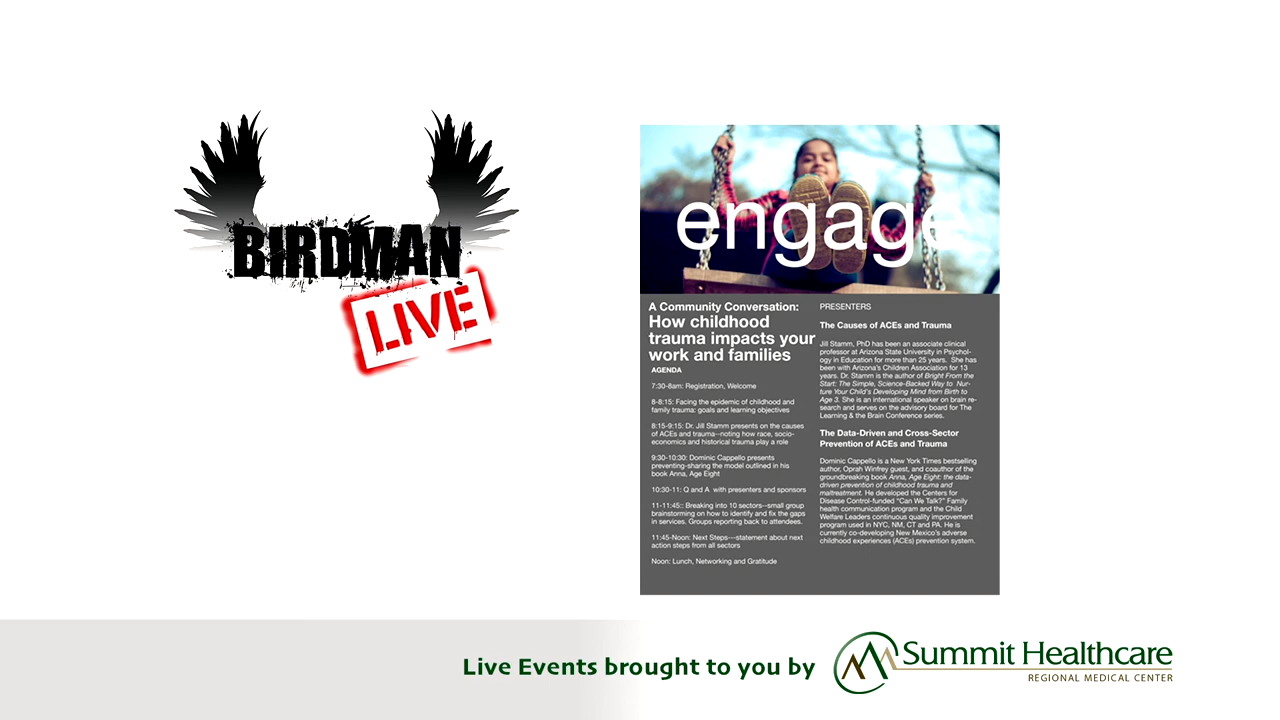 BIRDMAN
LIVE
engage
A Community Conversation:
How childhood
trauma impacts your
work and families
AGENDA
7:30-8am: Registration, Welcome
8-8:15: Facing the epidemic of childhood and
family trauma: goals and learning objectives
8:15-9:15: Dr. Jill Stamm presents on the causes
of ACEs and trauma--noting how race, socio-
economics and historical trauma play a role
9:30-10:30: Dominic Cappello presents
preventing-sharing the model outlined in his
book Anna, Age Eight
10:30-11: Q and A with presenters and sponsors
11-11:45:: Breaking into 10 sectors--small group
brainstorming on how to identify and fix the gaps
in services. Groups reporting back to attendees.
11:45-Noon: Next Steps---statement about next
action steps from all sectors
Noon: Lunch, Networking and Gratitude
PRESENTERS
The Causes of ACEs and Trauma
Jill Stamm, PhD has been an associate clinical
professor at Arizona State University in Psychol-
ogy in Education for more than 25 years. She has
been with Arizona's Children Association for 13
years. Dr. Stamm is the author of Bright From the
Start: The Simple, Science-Backed Way to Nur-
ture Your Child's Developing Mind from Birth to
Age 3. She is an international speaker on brain re-
search and serves on the advisory board for The
Learning & the Brain Conference series.
The Data-Driven and Cross-Sector
Prevention of ACEs and Trauma
Dominic Cappello is a New York Times bestselling
author, Oprah Winfrey guest, and coauthor of the
groundbreaking book Anna, Age Eight: the data-
driven prevention of childhood trauma and
maltreatment. He developed the Centers for
Disease Control-funded "Can We Talk?" Family
health communication program and the Child
Welfare Leaders continuous quality improvement
program used in NYC, NM, CT and PA. He is
currently co-developing New Mexico's adverse
childhood experiences (ACEs) prevention system.
Live Events brought to you by
Summit Healthcare
REGIONAL MEDICAL CENTER